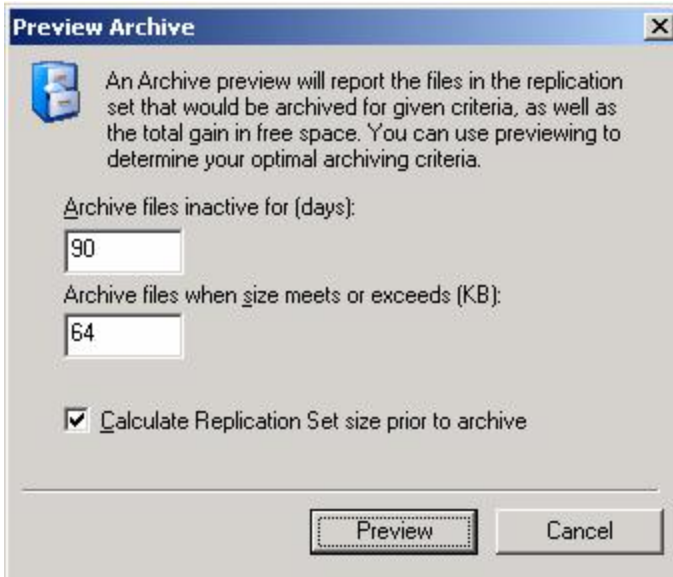 Preview Archive
An Archive preview will report the files in the replication
set that would be archived for given criteria, as well as
the total gain in free space. You can use previewing to
determine your optimal archiving criteria.
Archive files inactive for (days):
90
Archive files when size meets or exceeds (KB):
64
Calculate Replication Set size prior to archive
Preview Cancel